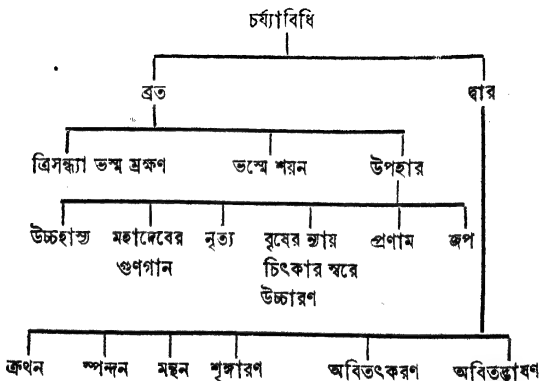 চর্য্যাবিধি
ব্রত দ্বার
ত্রিসন্ধ্যা ভস্ম ম্রক্ষণ ভস্মে শয়ন উপহার
উচ্চহাস্য মহাদেবের নৃত্য বৃষের ন্যায় প্রণাম জপ
গুণগান চিৎকার স্বরে
উচ্চারণ
ক্রথন স্পন্দন মন্থন শৃঙ্গারণ অবিতৎকরণ অবিতদ্ভাষণ